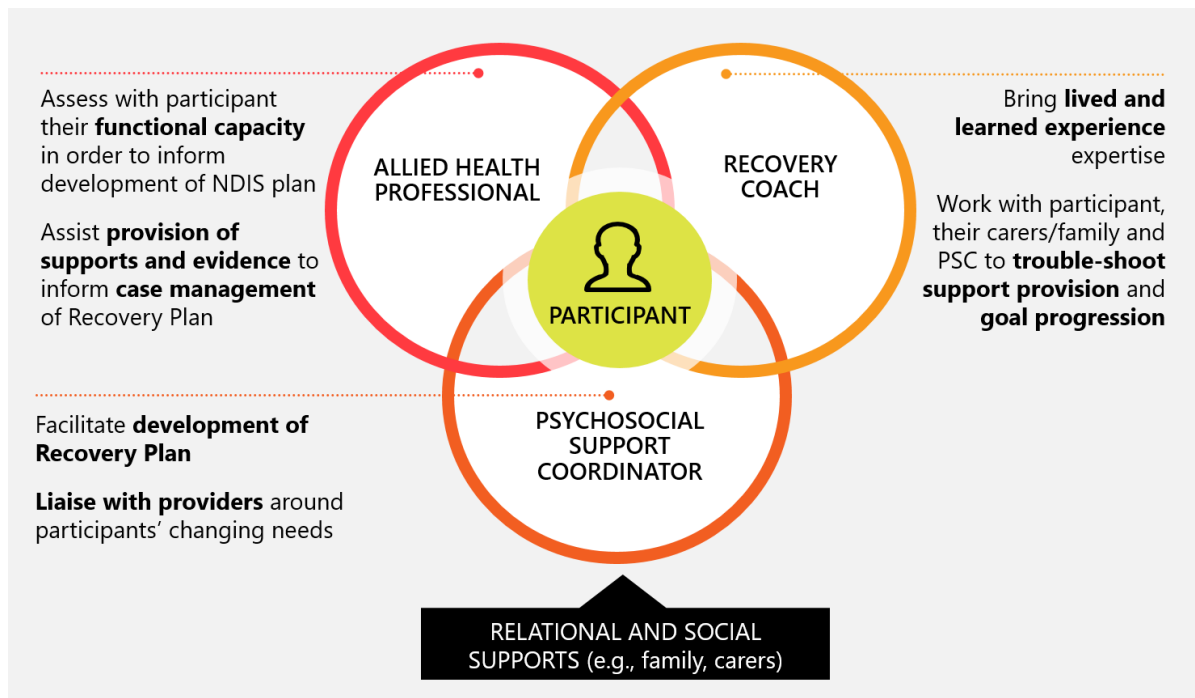 Assess with participant
their functional capacity
in order to inform
development of NDIS plan
Assist provision of
supports and evidence to
inform case management
of Recovery Plan
ALLIED HEALTH
PROFESSIONAL
RECOVERY
COACH
Bring lived and
learned experience
expertise
Work with participant,
their carers/family and
PSC to trouble-shoot
support provision and
goal progression
PARTICIPANT
Facilitate development of
Recovery Plan
Liaise with providers around
participants’ changing needs
PSYCHOSOCIAL
SUPPORT
COORDINATOR
RELATIONAL AND SOCIAL
SUPPORTS (e.g., family, carers)